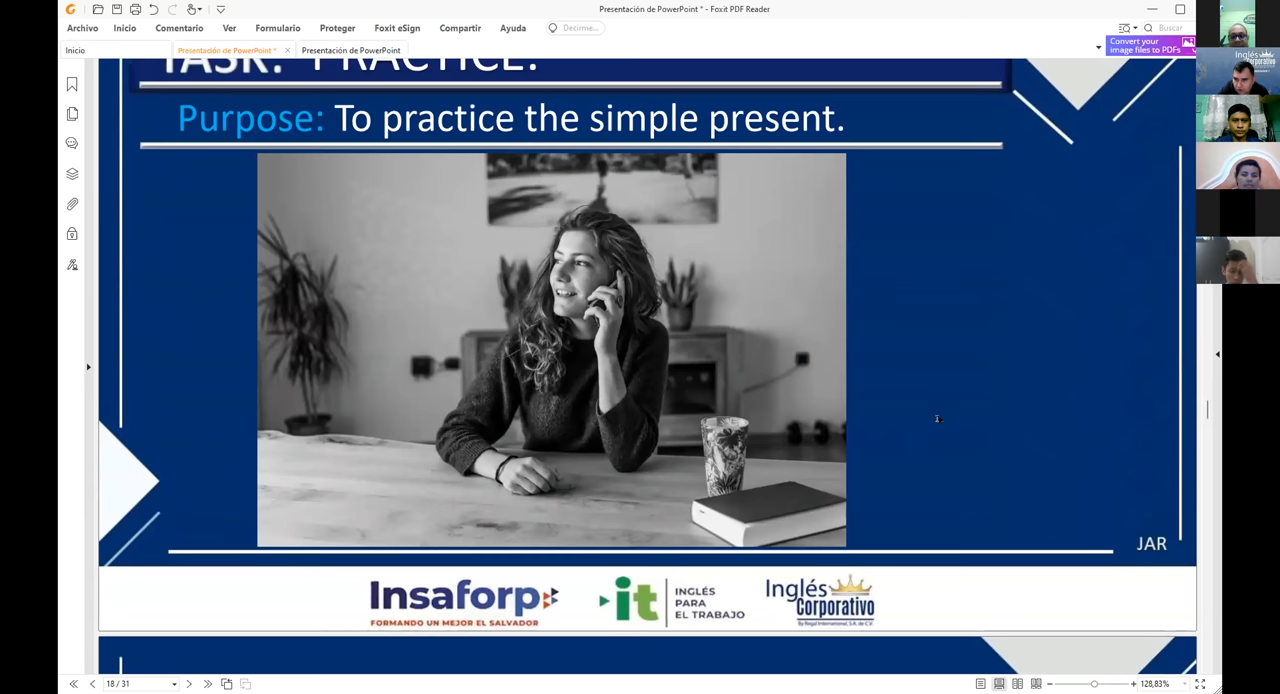 Presentación de PowerPoint * - Foxit PDF Reader
Archivo Inicio Comentario Ver Formulario Proteger Foxit eSign Compartir Ayuda Decirme... Buscar
Inicio Presentación de PowerPoint * Presentación de PowerPoint
Convert your
image files to PDFs
Inglés
Corporativo
TASK: PRACTICE.
Purpose: To practice the simple present.
JAR
Insaforp
FORMANDO UN MEJOR EL SALVADOR
it
INGLÉS
PARA
EL TRABAJO
Inglés
Corporativo
By Regal International, S.A. de C.V.
18 / 31
128,83%